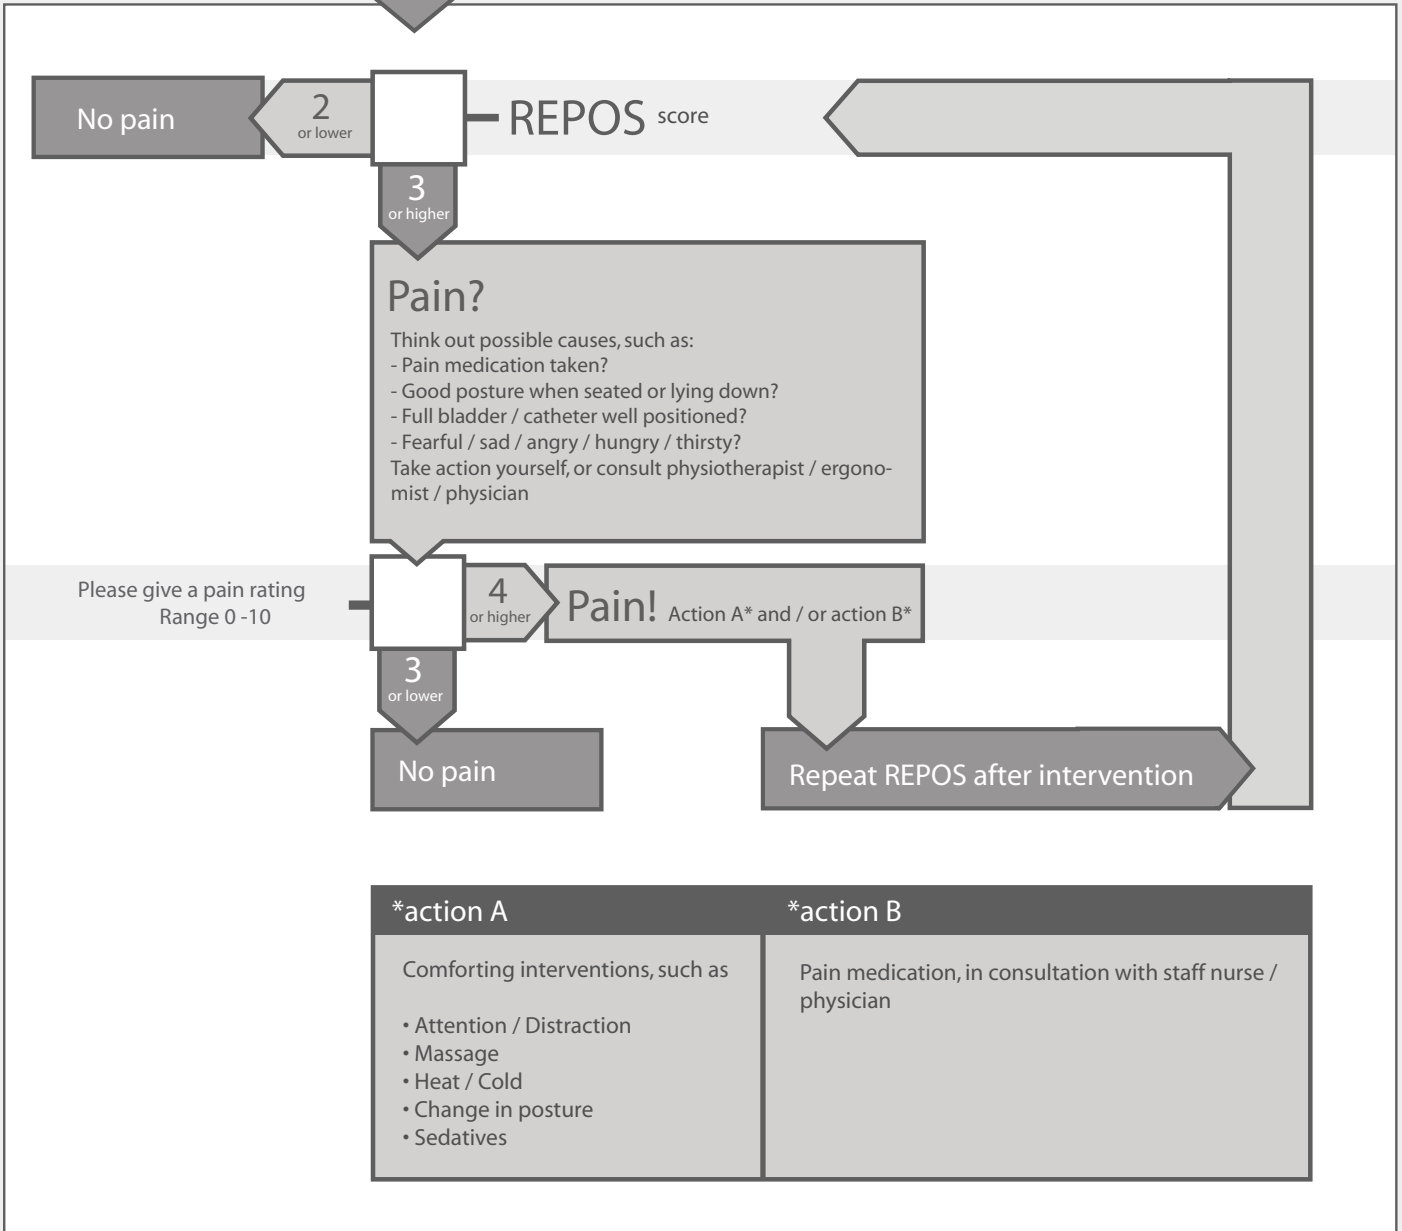 No pain
2
or lower
REPOS score
3
or higher
Pain?
Think out possible causes, such as:
- Pain medication taken?
- Good posture when seated or lying down?
- Full bladder / catheter well positioned?
- Fearful / sad / angry / hungry / thirsty?
Take action yourself, or consult physiotherapist / ergono-
mist / physician
Please give a pain rating
Range 0 -10
4
or higher
Pain! Action A* and / or action B*
3
or lower
No pain
Repeat REPOS after intervention
*action A
Comforting interventions, such as
• Attention / Distraction
• Massage
• Heat / Cold
• Change in posture
• Sedatives
*action B
Pain medication, in consultation with staff nurse /
physician